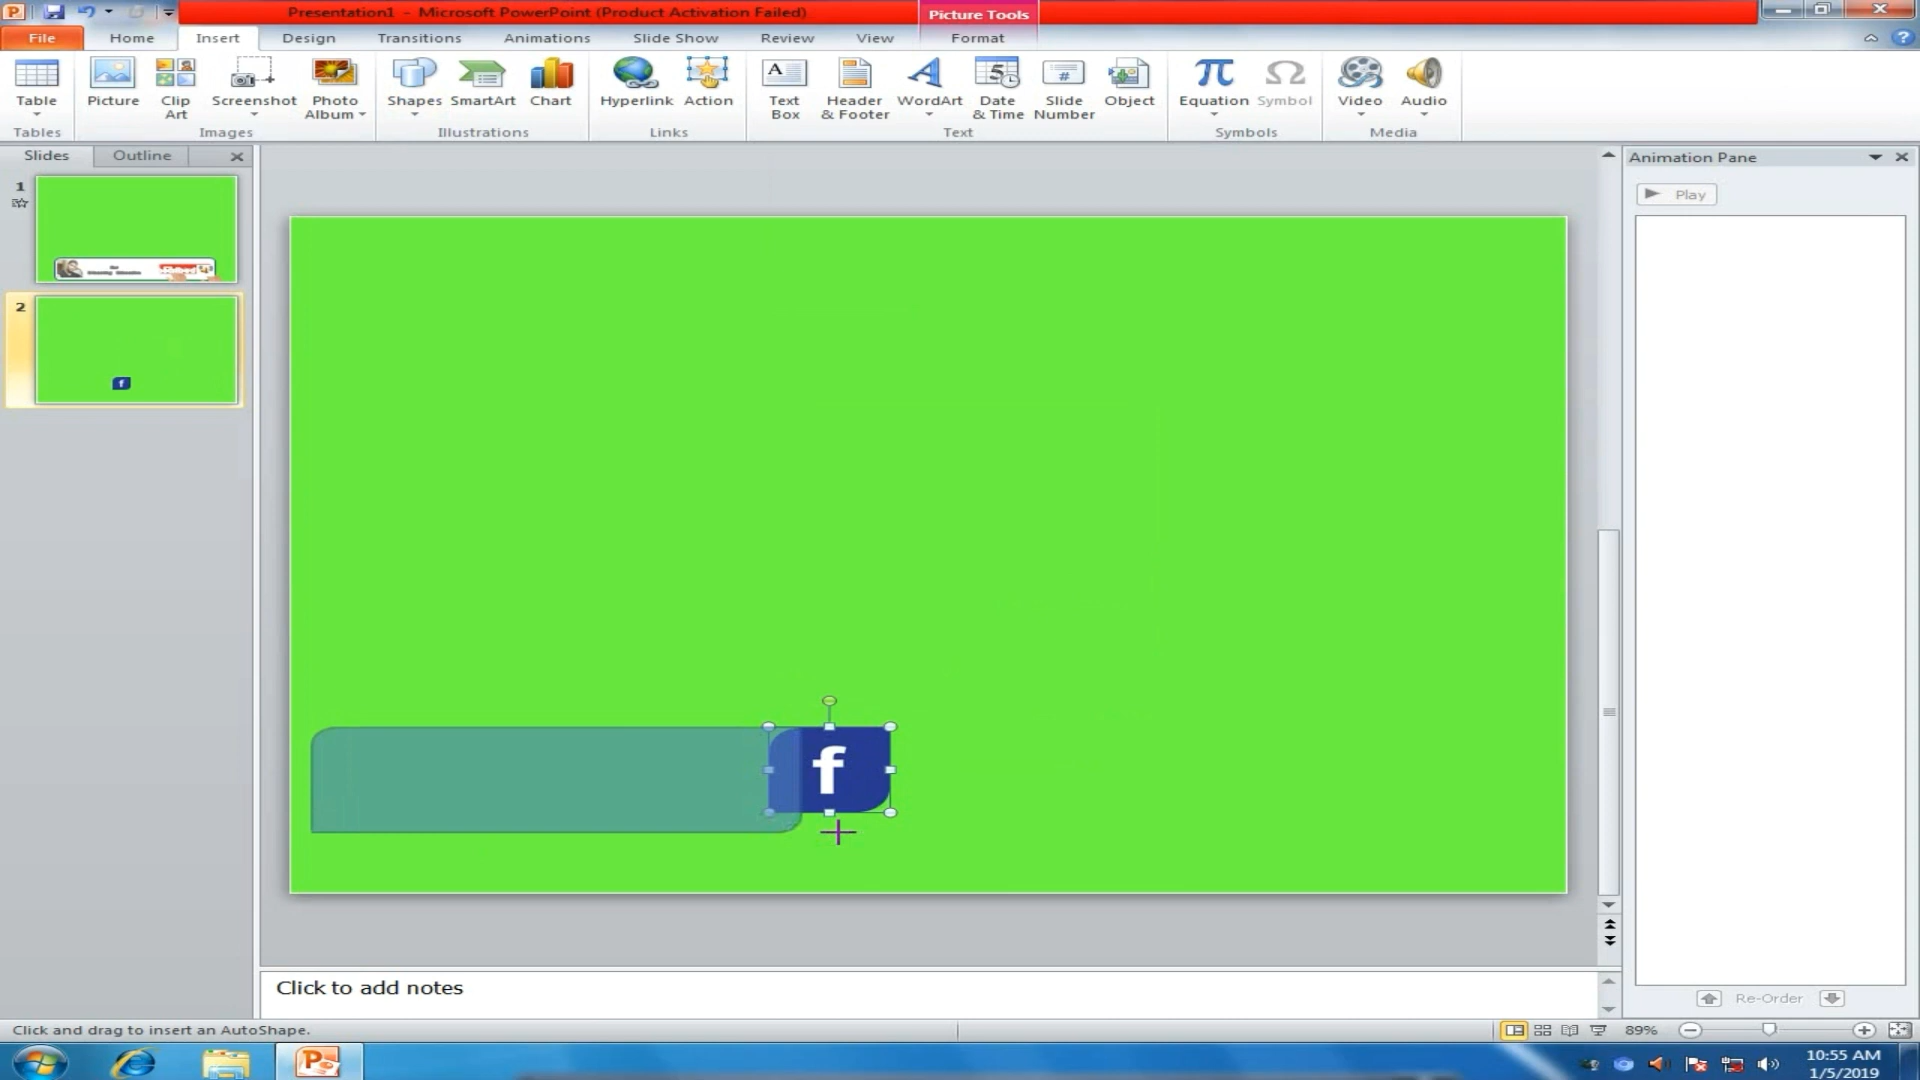 Presentation1 - Microsoft PowerPoint (Product Activation Failed)
Picture Tools
File Home Insert Design Transitions Animations Slide Show Review View Format
Table Picture Clip Art Screenshot Photo Album Shapes SmartArt Chart Hyperlink Action Text Box Header & Footer WordArt Date & Time Slide Number Object Equation Symbol Video Audio
Tables Images Illustrations Links Text Symbols Media
Slides Outline
Animation Pane
Play
1
2
f
f
Click to add notes
Re-Order
Click and drag to insert an AutoShape.
89%
10:55 AM
1/5/2019